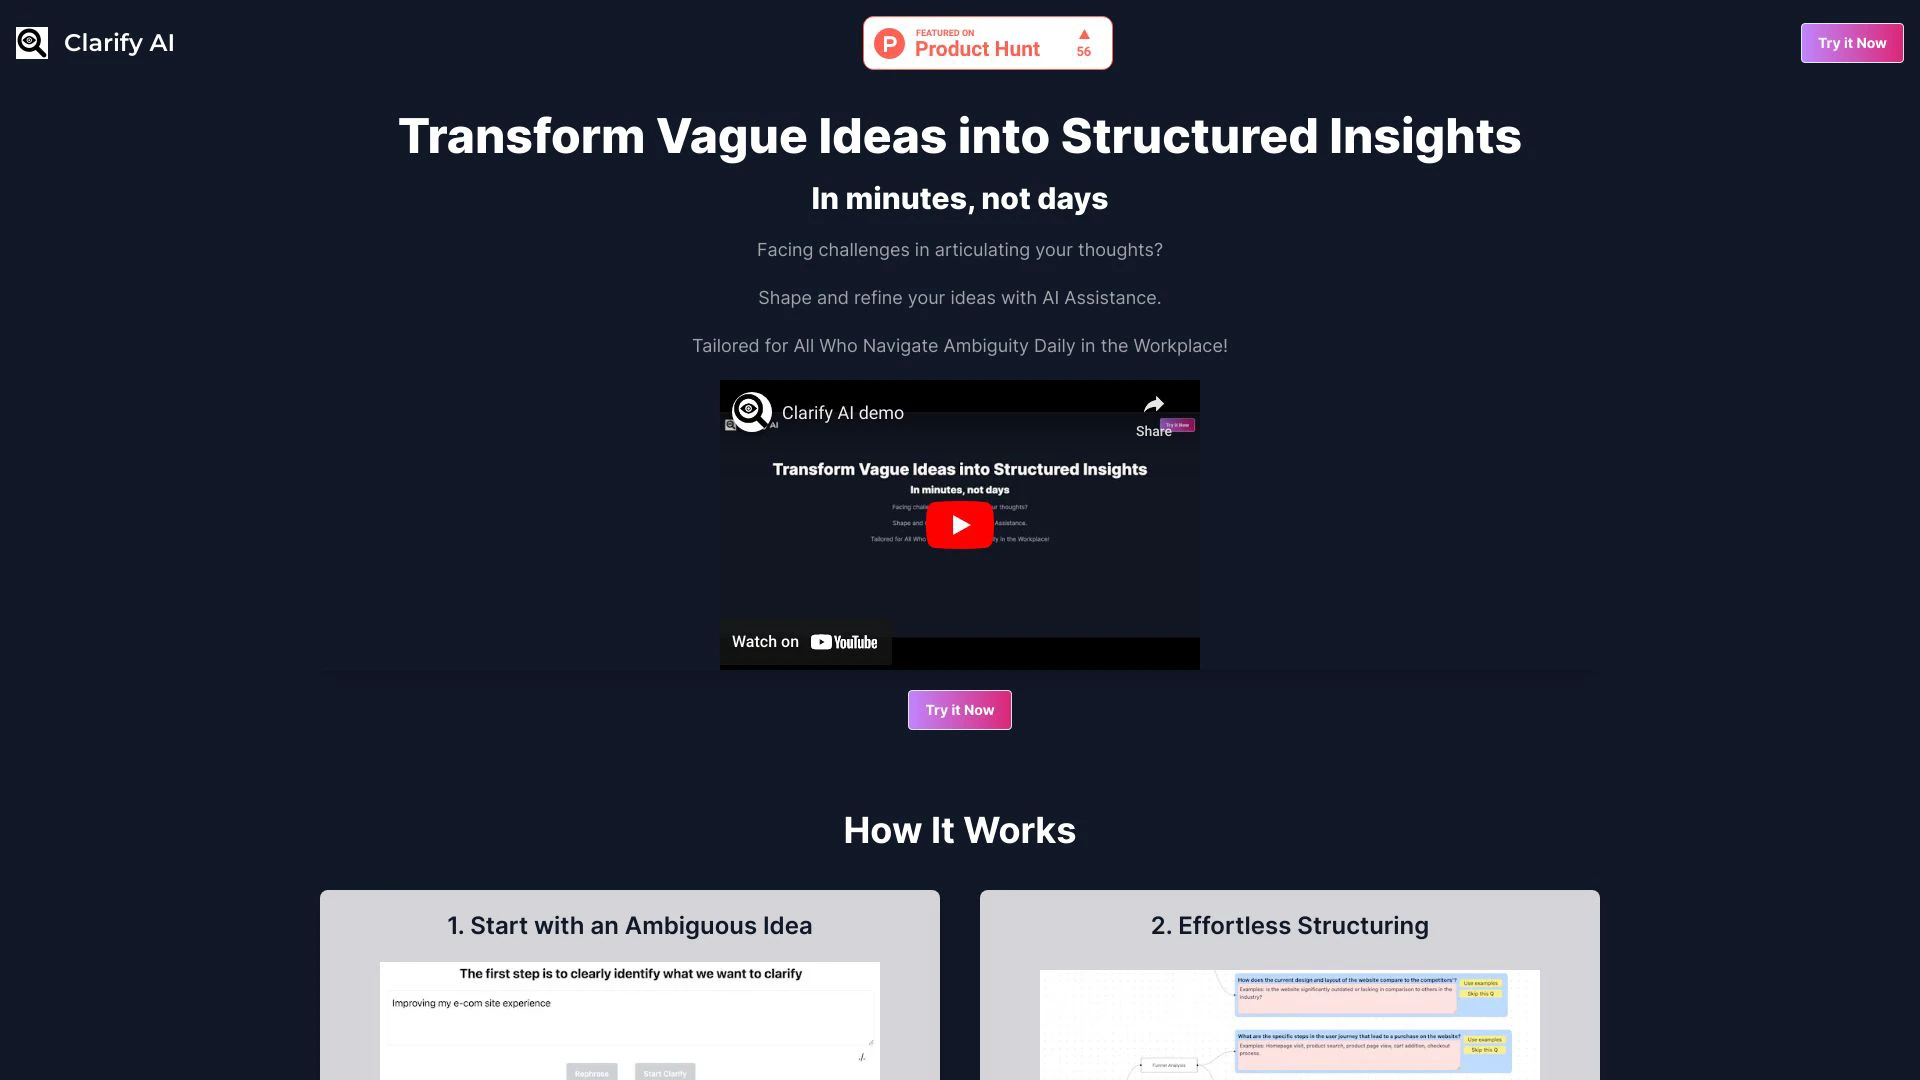 Clarify AI
FEATURED ON
Product Hunt
56
Try it Now
Transform Vague Ideas into Structured Insights
In minutes, not days
Facing challenges in articulating your thoughts?
Shape and refine your ideas with AI Assistance.
Tailored for All Who Navigate Ambiguity Daily in the Workplace!
Clarify AI demo
Share
AI
Try it Now
Transform Vague Ideas into Structured Insights
In minutes, not days
Facing ur thoughts?
Shape and Assistance.
Tailored for All Who ly in the Workplace!
Watch on YouTube
Try it Now
How It Works
1. Start with an Ambiguous Idea
The first step is to clearly identify what we want to clarify
Improving my e-com site experience
Rephrase
Start Clarify
2. Effortless Structuring
How does the current design and layout of the website compare to the competitors'?
Examples: Is the website significantly outdated or lacking in comparison to others in the
industry?
Use examples
Skip this Q
What are the specific steps in the user journey that lead to a purchase on the website?
Examples: Homepage visit, product search, product page view, cart addition, checkout
process.
Use examples
Skip this Q
Funnel Analysis